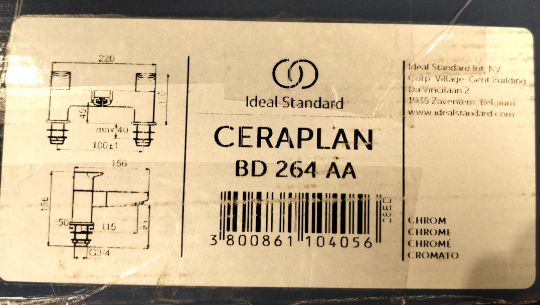 220
46
max 40
180±1
156
50
115
G3/4
Ideal Standard
CERAPLAN
BD 264 AA
3 800861 104056
Ideal Standard Int. NV
Corp. Village-Gent Building
Da Vincilaan 2
1935 Zaventem, Belgium
www.idealstandard.com
CHROM
CHROME
CHROMÉ
CROMATO